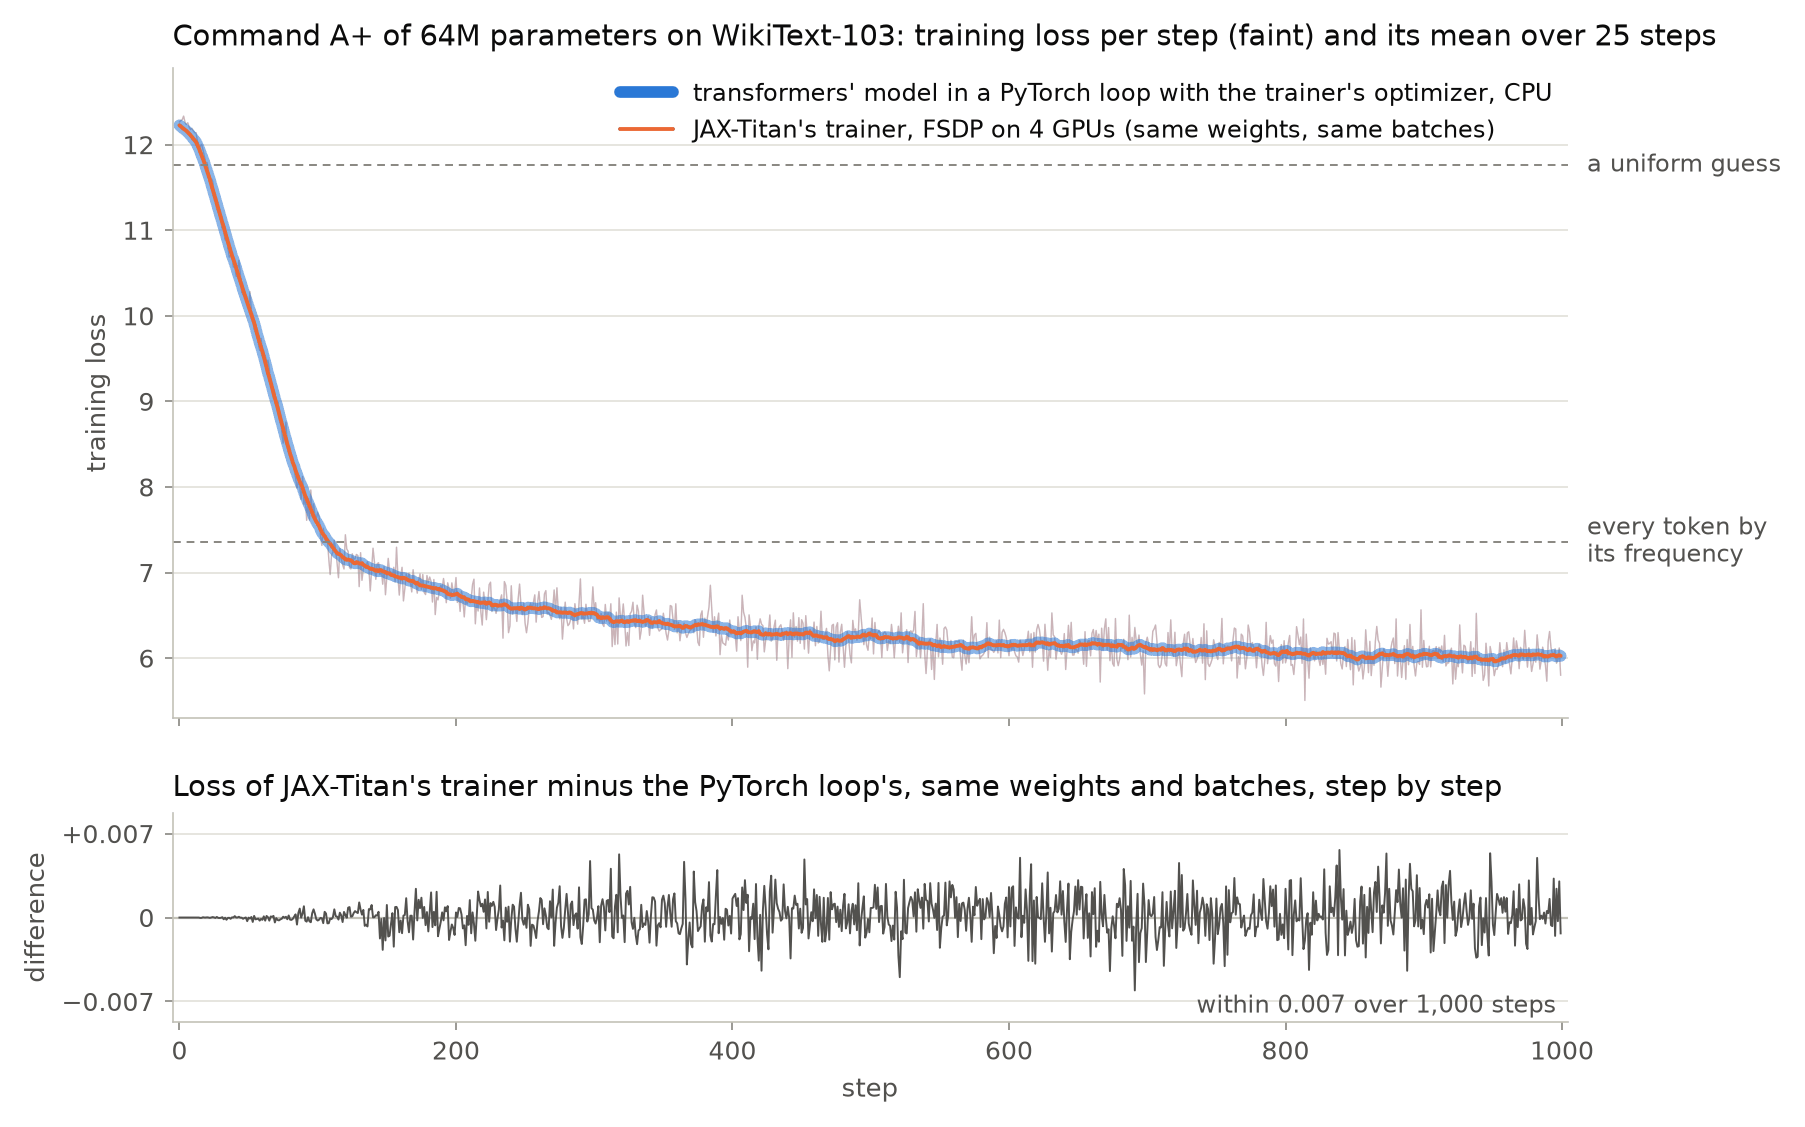 Command A+ of 64M parameters on WikiText-103: training loss per step (faint) and its mean over 25 steps
transformers' model in a PyTorch loop with the trainer's optimizer, CPU
JAX-Titan's trainer, FSDP on 4 GPUs (same weights, same batches)
12
a uniform guess
11
10
9
8
every token by
its frequency
7
6
training loss
Loss of JAX-Titan's trainer minus the PyTorch loop's, same weights and batches, step by step
+0.007
0
−0.007
difference
within 0.007 over 1,000 steps
0 200 400 600 800 1000
step